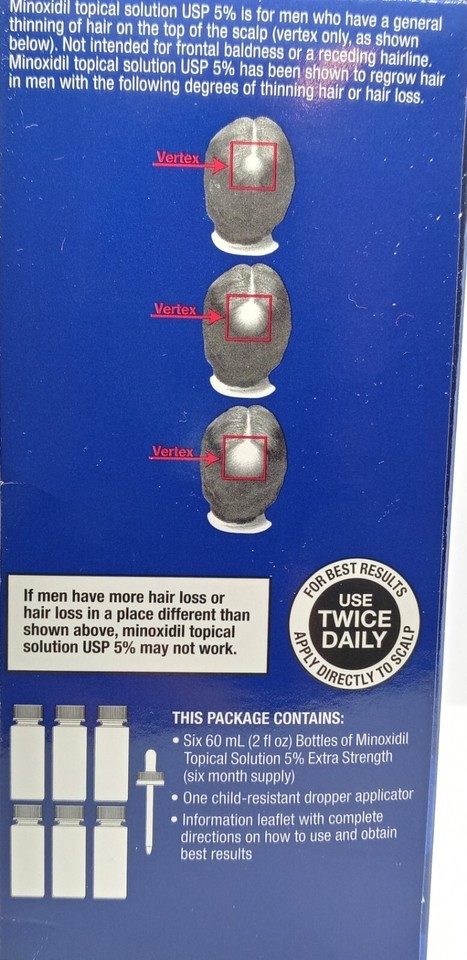 Minoxidil topical solution USP 5% is for men who have a general
thinning of hair on the top of the scalp (vertex only, as shown
below). Not intended for frontal baldness or a receding hairline.
Minoxidil topical solution USP 5% has been shown to regrow hair
in men with the following degrees of thinning hair or hair loss.
Vertex
Vertex
Vertex
If men have more hair loss or
hair loss in a place different than
shown above, minoxidil topical
solution USP 5% may not work.
FOR BEST RESULTS
USE
TWICE
DAILY
APPLY DIRECTLY TO SCALP
THIS PACKAGE CONTAINS:
• Six 60 mL (2 fl oz) Bottles of Minoxidil
Topical Solution 5% Extra Strength
(six month supply)
• One child-resistant dropper applicator
• Information leaflet with complete
directions on how to use and obtain
best results